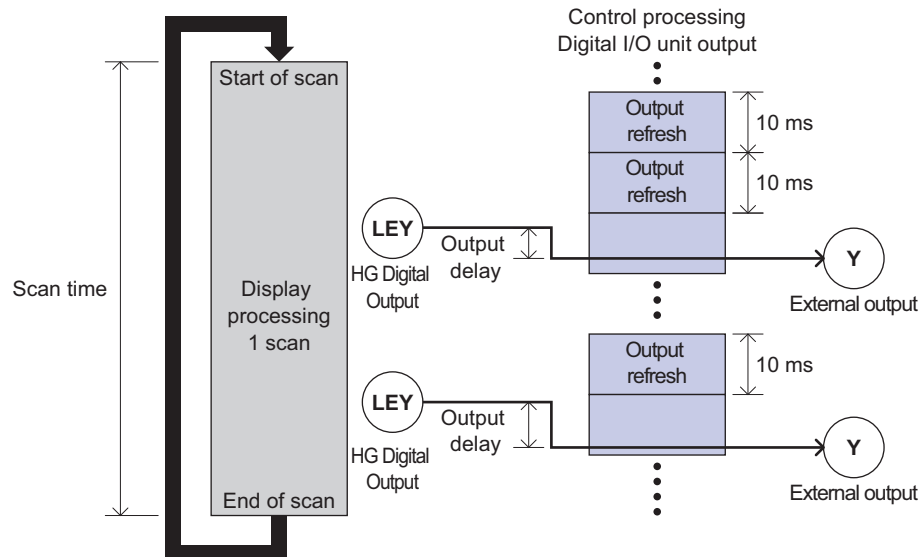 Control processing
Digital I/O unit output
Start of scan
Output
refresh
10 ms
Output
refresh
10 ms
LEY
Output
delay
HG Digital
Output
Y
External output
Scan time
Display
processing
1 scan
Output
refresh
10 ms
LEY
Output
delay
HG Digital
Output
Y
External output
End of scan